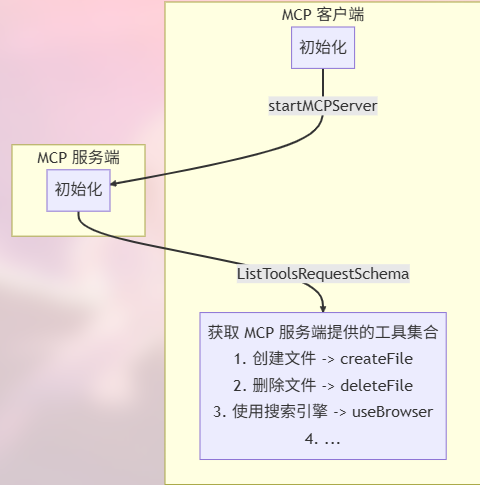 MCP 客户端
初始化
startMCPServer
MCP 服务端
初始化
ListToolsRequestSchema
获取 MCP 服务端提供的工具集合
1. 创建文件 -> createFile
2. 删除文件 -> deleteFile
3. 使用搜索引擎 -> useBrowser
4. ...